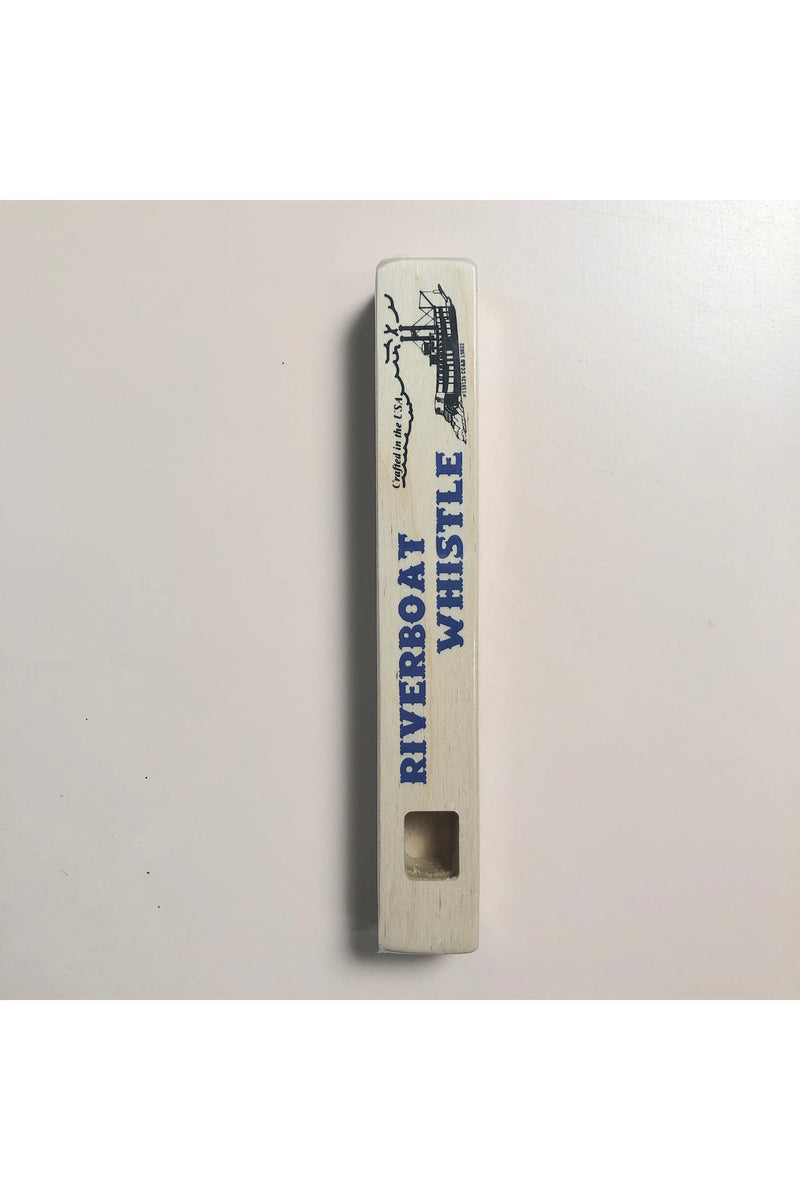 RIVERBOAT
WHISTLE
Crafted in the USA